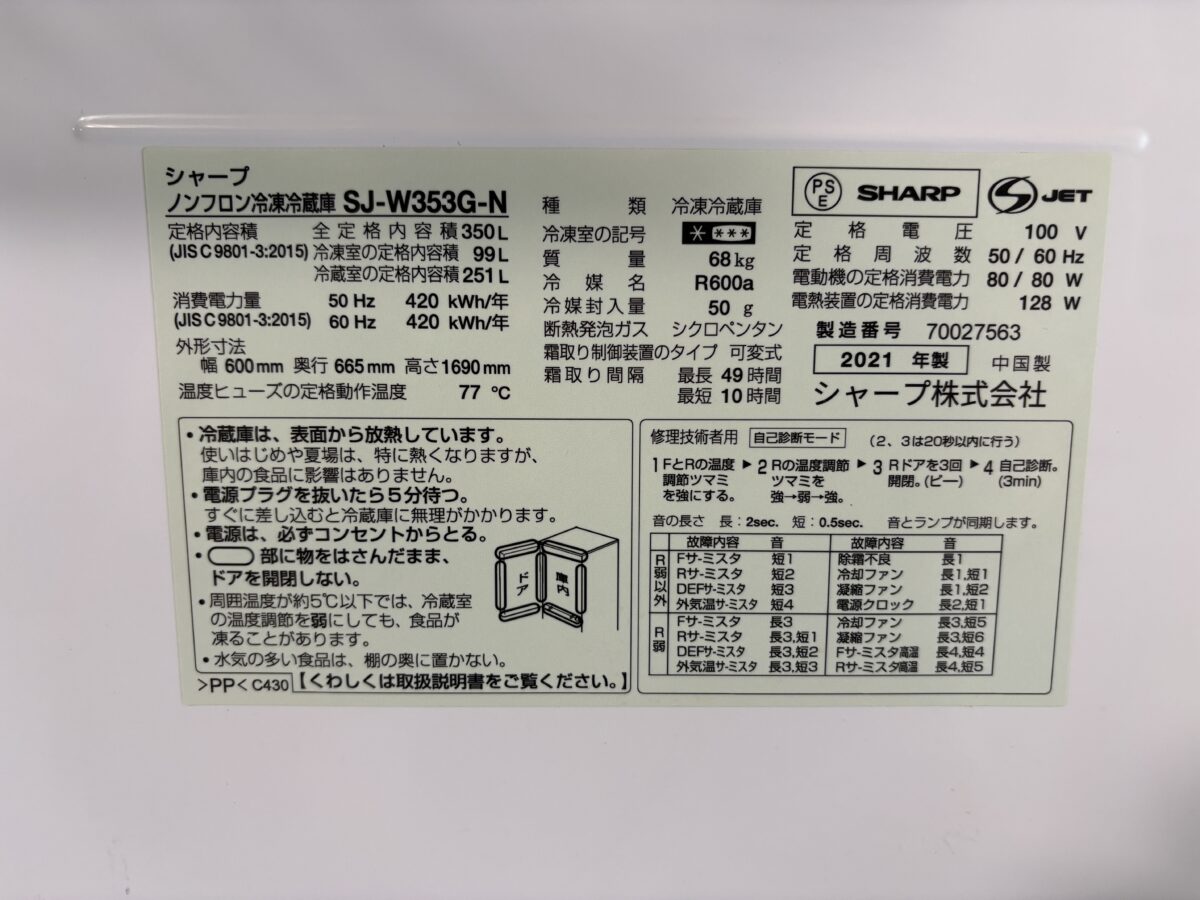 シャープ
ノンフロン冷凍冷蔵庫 SJ-W353G-N
定格内容積 全定格内容積 350 L
(JIS C 9801-3:2015) 冷凍室の定格内容積 99 L
冷蔵室の定格内容積 251 L
消費電力量 50 Hz 420 kWh/年
(JIS C 9801-3:2015) 60 Hz 420 kWh/年
外形寸法
幅 600mm 奥行 665mm 高さ 1690mm
温度ヒューズの定格動作温度 77 ℃
種類 冷凍冷蔵庫
冷凍室の記号 * ***
質量 68 kg
冷媒名 R600a
冷媒封入量 50 g
断熱発泡ガス シクロペンタン
霜取り制御装置のタイプ 可変式
霜取り間隔 最長 49 時間
最短 10 時間
PSE SHARP S JET
定格電圧 100 V
定格周波数 50 / 60 Hz
電動機の定格消費電力 80 / 80 W
電熱装置の定格消費電力 128 W
製造番号 70027563
2021 年製 中国製
シャープ株式会社
・冷蔵庫は、表面から放熱しています。
使いはじめや夏場は、特に熱くなりますが、
庫内の食品に影響はありません。
・電源プラグを抜いたら5分待つ。
すぐに差し込むと冷蔵庫に無理がかかります。
・電源は、必ずコンセントからとる。
・ 部に物をはさんだまま、
ドアを開閉しない。
・周囲温度が約5℃以下では、冷蔵室
の温度調節を弱にしても、食品が
凍ることがあります。
・水気の多い食品は、棚の奥に置かない。
ドア 庫内
>PP< C430 【くわしくは取扱説明書をご覧ください。】
修理技術者用 自己診断モード (2、3は20秒以内に行う)
1 FとRの温度 ▶ 2 Rの温度調節 ▶ 3 Rドアを3回 ▶ 4 自己診断。
調節ツマミ ツマミを 開閉。(ピー) (3min)
を強にする。 強→弱→強。
音の長さ 長：2sec. 短：0.5sec. 音とランプが同期します。
故障内容 音 故障内容 音
R弱以外
Fサ-ミスタ 短1 除霜不良 長1
Rサ-ミスタ 短2 冷却ファン 長1,短1
DEFサ-ミスタ 短3 凝縮ファン 長1,短2
外気温サ-ミスタ 短4 電源クロック 長2,短1
R弱
Fサ-ミスタ 長3 冷却ファン 長3,短5
Rサ-ミスタ 長3,短1 凝縮ファン 長3,短6
DEFサ-ミスタ 長3,短2 Fサ-ミスタ高温 長4,短4
外気温サ-ミスタ 長3,短3 Rサ-ミスタ高温 長4,短5